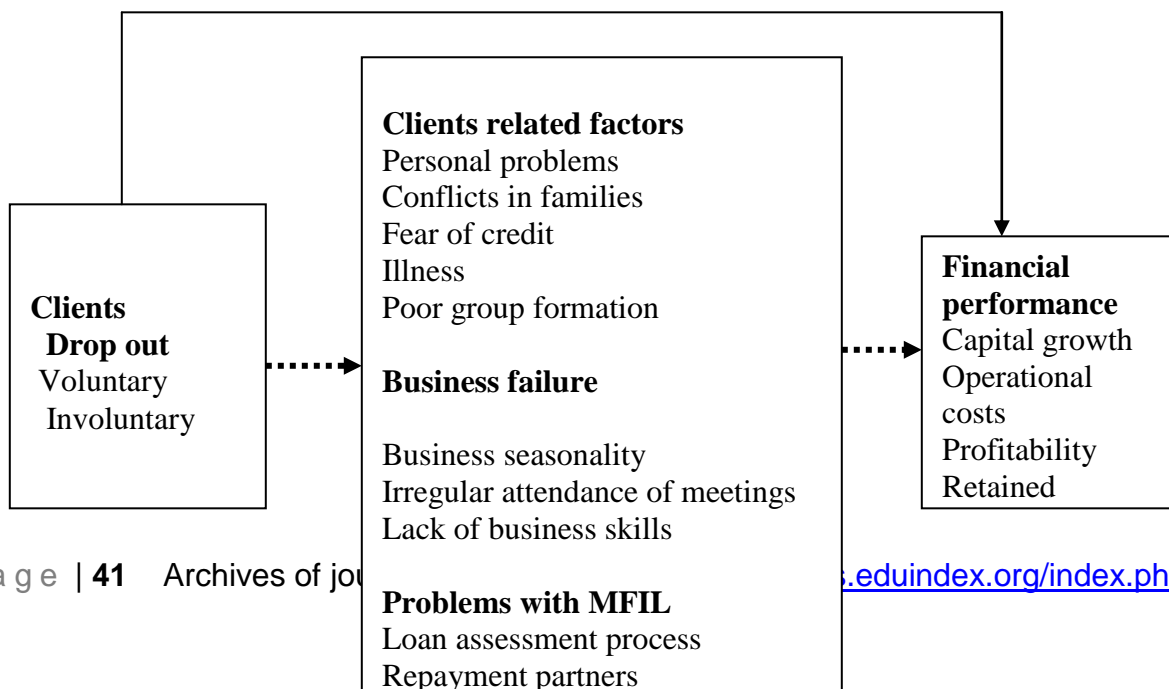 Clients
Drop out
Voluntary
Involuntary
Clients related factors
Personal problems
Conflicts in families
Fear of credit
Illness
Poor group formation
Business failure
Business seasonality
Irregular attendance of meetings
Lack of business skills
Problems with MFIL
Loan assessment process
Repayment partners
Financial
performance
Capital growth
Operational
costs
Profitability
Retained
age | 41 Archives of jou s.eduindex.org/index.ph